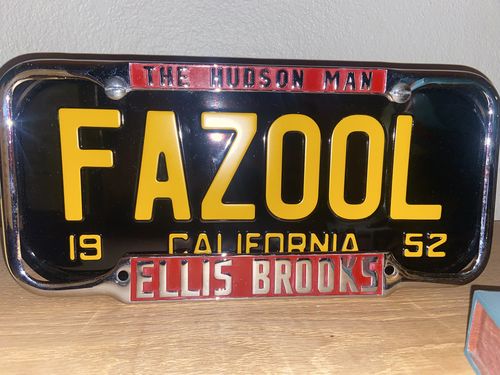 THE HUDSON MAN
FAZOOL
19 CALIFORNIA 52
ELLIS BROOKS